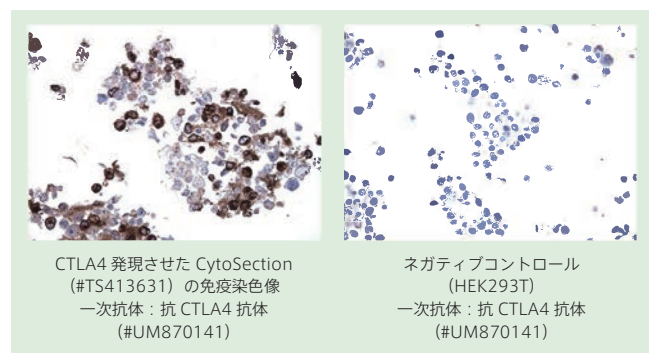 CTLA4 発現させた CytoSection
(#TS413631)の免疫染色像
一次抗体:抗 CTLA4 抗体
(#UM870141)
ネガティブコントロール
(HEK293T)
一次抗体:抗 CTLA4 抗体
(#UM870141)